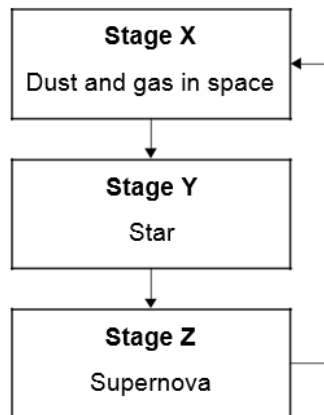 Stage X
Dust and gas in space
Stage Y
Star
Stage Z
Supernova